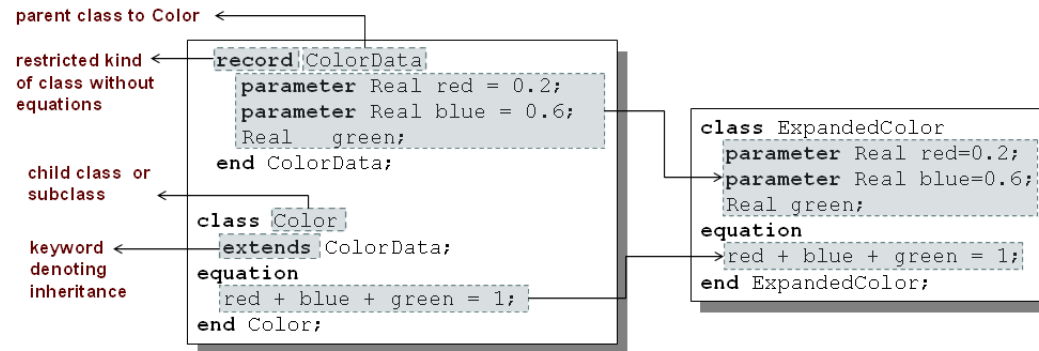 parent class to Color
restricted kind
of class without
equations
child class or
subclass
keyword
denoting
inheritance
record ColorData
parameter Real red = 0.2;
parameter Real blue = 0.6;
Real green;
end ColorData;
class Color
extends ColorData;
equation
red + blue + green = 1;
end Color;
class ExpandedColor
parameter Real red=0.2;
parameter Real blue=0.6;
Real green;
equation
red + blue + green = 1;
end ExpandedColor;